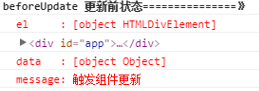 beforeUpdate 更新前状态===============》
el     : [object HTMLDivElement]
▶<div id="app">…</div>
data   : [object Object]
message: 触发组件更新